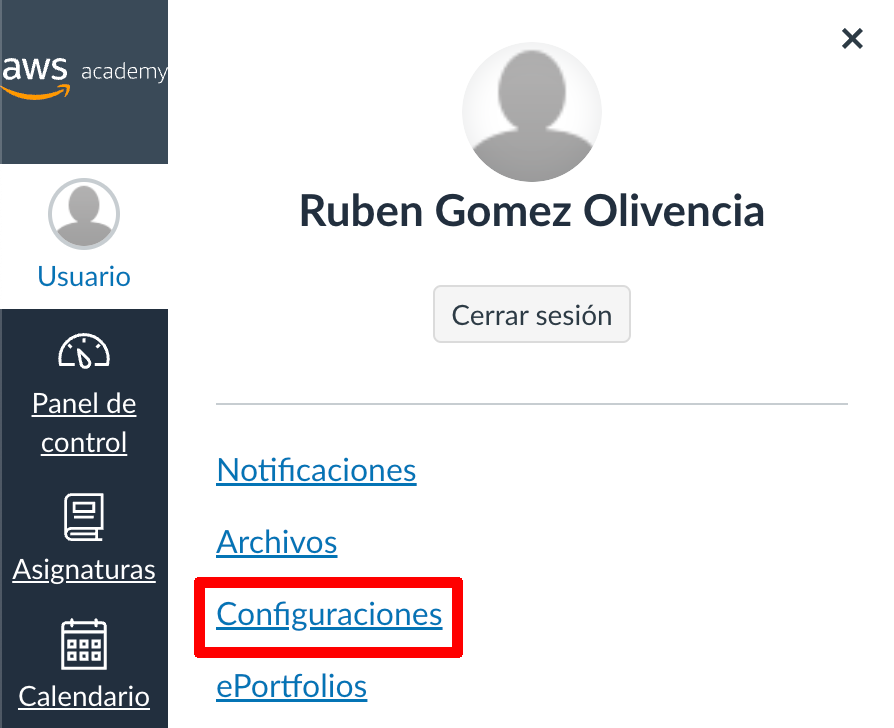 aws academy
Usuario
Panel de
control
Asignaturas
Calendario
Ruben Gomez Olivencia
Cerrar sesión
Notificaciones
Archivos
Configuraciones
ePortfolios